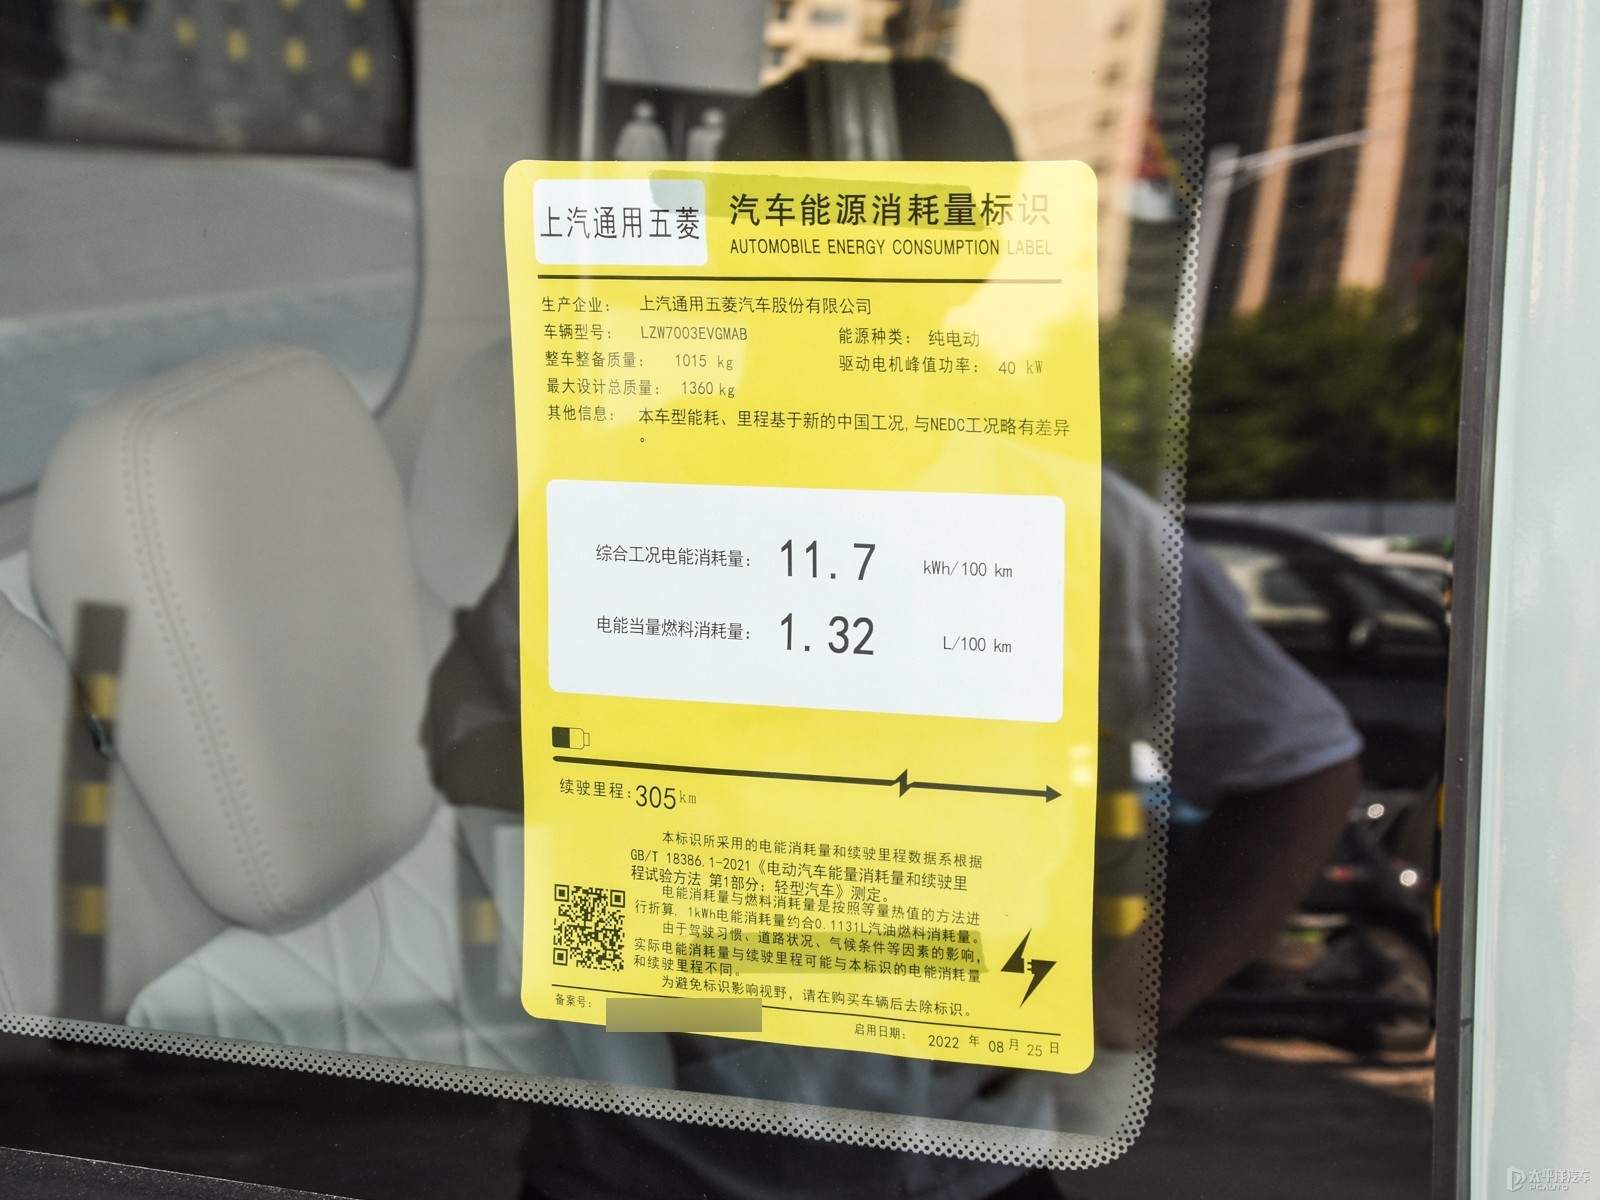 上汽通用五菱
汽车能源消耗量标识
AUTOMOBILE ENERGY CONSUMPTION LABEL
生产企业： 上汽通用五菱汽车股份有限公司
车辆型号： LZW7003EVGMAB 能源种类： 纯电动
整车整备质量： 1015 kg 驱动电机峰值功率： 40 kW
最大设计总质量： 1360 kg
其他信息： 本车型能耗、里程基于新的中国工况,与NEDC工况略有差异
。
综合工况电能消耗量： 11.7 kWh/100 km
电能当量燃料消耗量： 1.32 L/100 km
续驶里程：305km
本标识所采用的电能消耗量和续驶里程数据系根据
GB/T 18386.1-2021《电动汽车能量消耗量和续驶里
程试验方法 第1部分：轻型汽车》测定。
电能消耗量与燃料消耗量是按照等量热值的方法进
行折算，1kWh电能消耗量约合0.1131L汽油燃料消耗量。
由于驾驶习惯、道路状况、气候条件等因素的影响，
实际电能消耗量与续驶里程可能与本标识的电能消耗量
和续驶里程不同。
为避免标识影响视野，请在购买车辆后去除标识。
备案号：
启用日期： 2022 年 08 月 25 日
太平洋汽车
PCAUTO